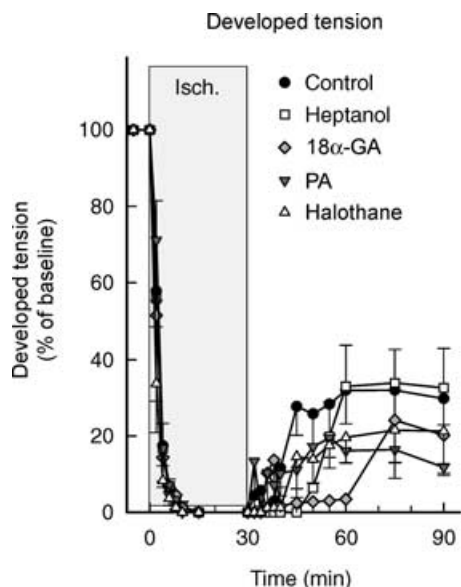 Developed tension
Isch.
Control
Heptanol
18α-GA
PA
Halothane
100
80
60
40
20
0
Developed tension
(% of baseline)
0
30
60
90
Time (min)